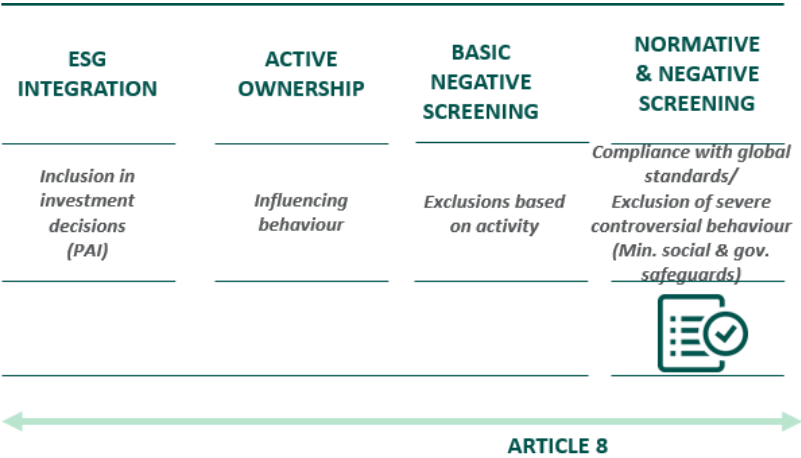 ESG
INTEGRATION
ACTIVE
OWNERSHIP
BASIC
NEGATIVE
SCREENING
NORMATIVE
& NEGATIVE
SCREENING
Inclusion in
investment
decisions
(PAI)
Influencing
behaviour
Exclusions based
on activity
Compliance with global
standards/
Exclusion of severe
controversial behaviour
(Min. social & gov.
safeguards)
ARTICLE 8